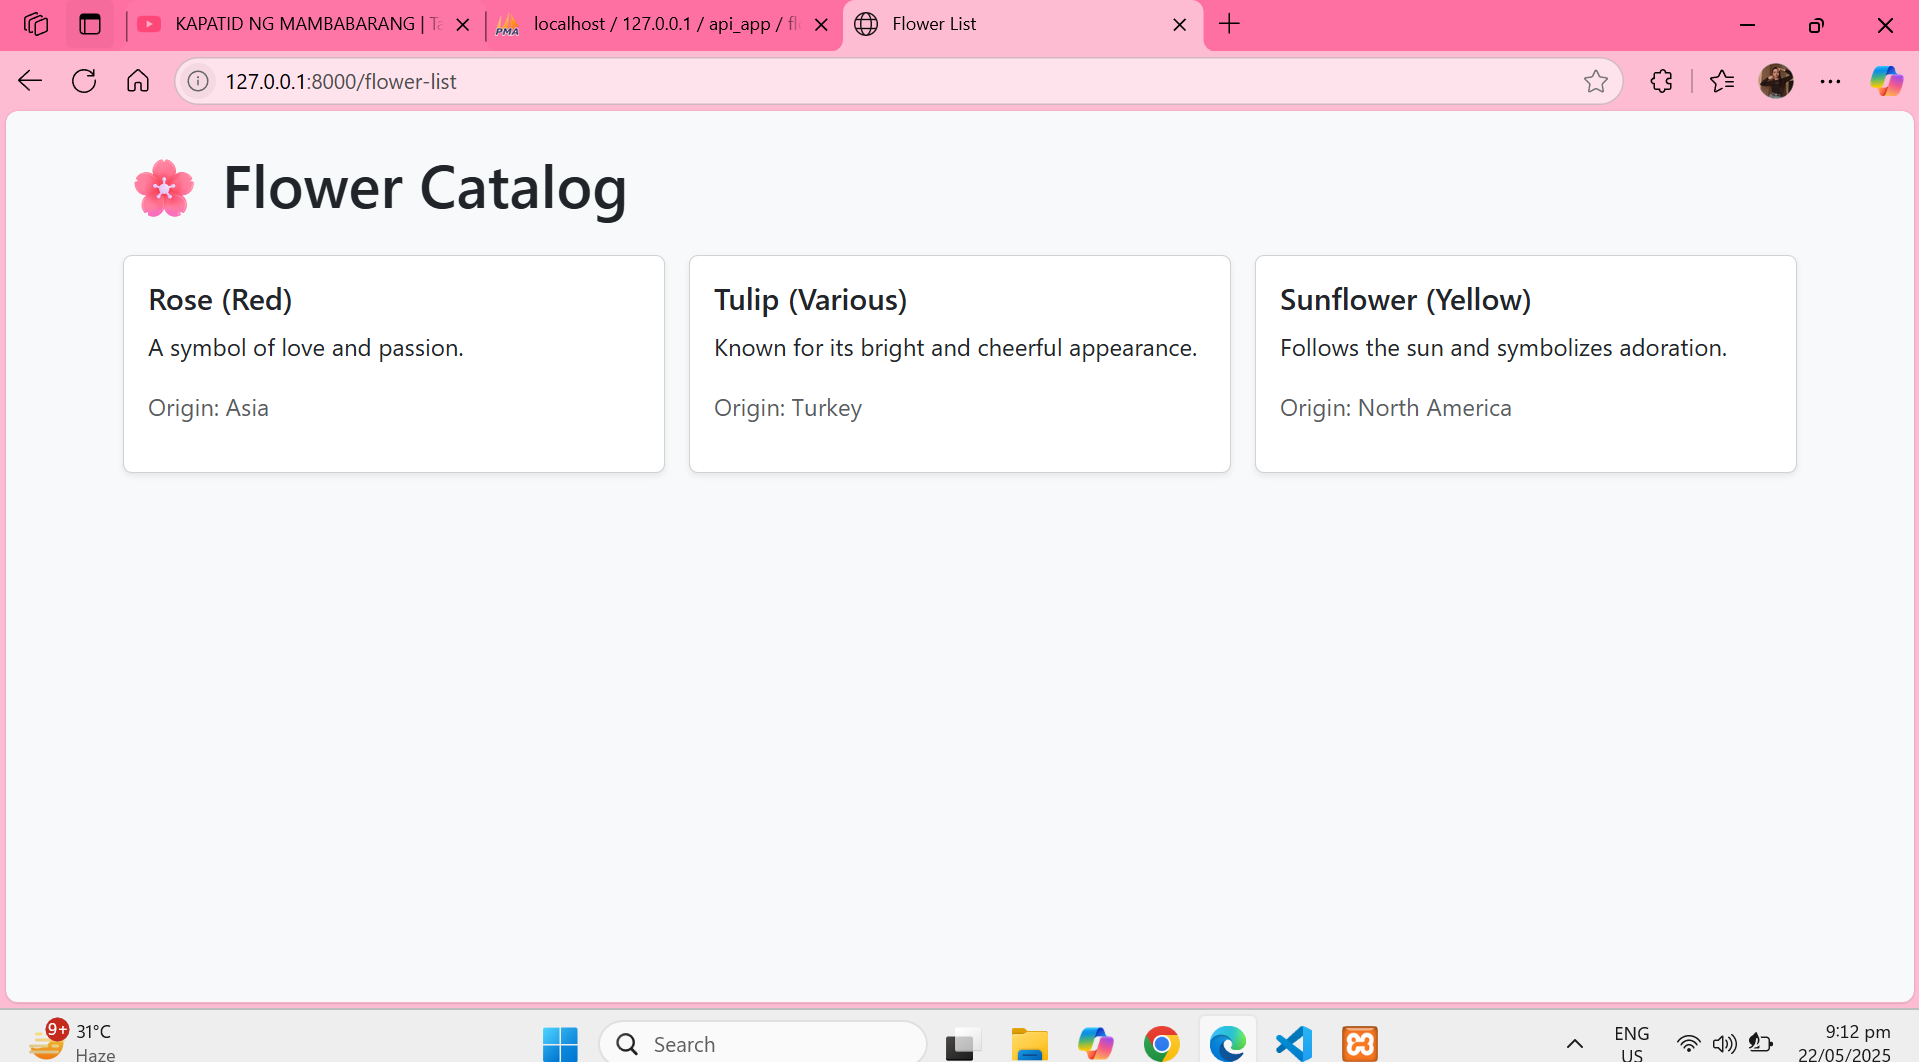 KAPATID NG MAMBABARANG | Ta
PMA
localhost / 127.0.0.1 / api_app / fl
Flower List
127.0.0.1:8000/flower-list
Flower Catalog
Rose (Red)
A symbol of love and passion.
Origin: Asia
Tulip (Various)
Known for its bright and cheerful appearance.
Origin: Turkey
Sunflower (Yellow)
Follows the sun and symbolizes adoration.
Origin: North America
9+
31°C
Haze
Search
ENG
US
9:12 pm
22/05/2025